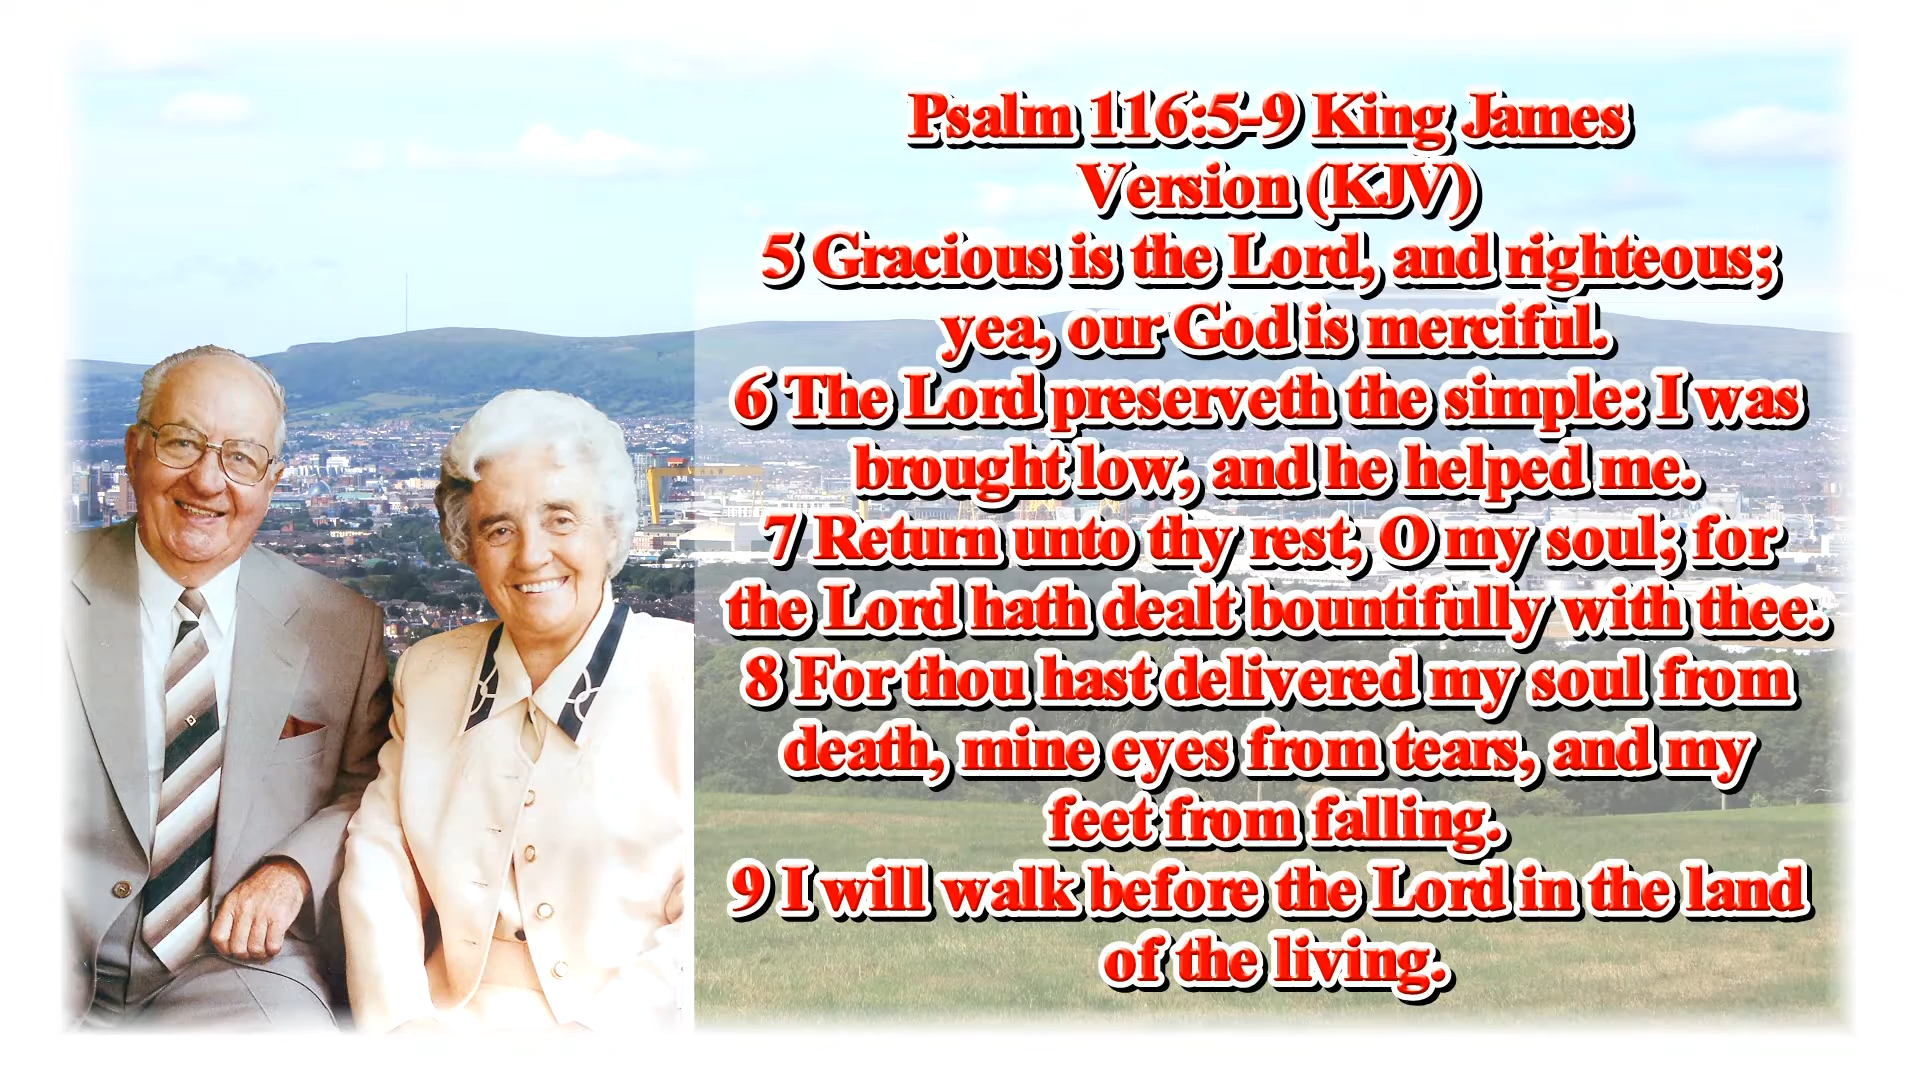 Psalm 116:5-9 King James
Version (KJV)
5 Gracious is the Lord, and righteous;
yea, our God is merciful.
6 The Lord preserveth the simple: I was
brought low, and he helped me.
7 Return unto thy rest, O my soul; for
the Lord hath dealt bountifully with thee.
8 For thou hast delivered my soul from
death, mine eyes from tears, and my
feet from falling.
9 I will walk before the Lord in the land
of the living.